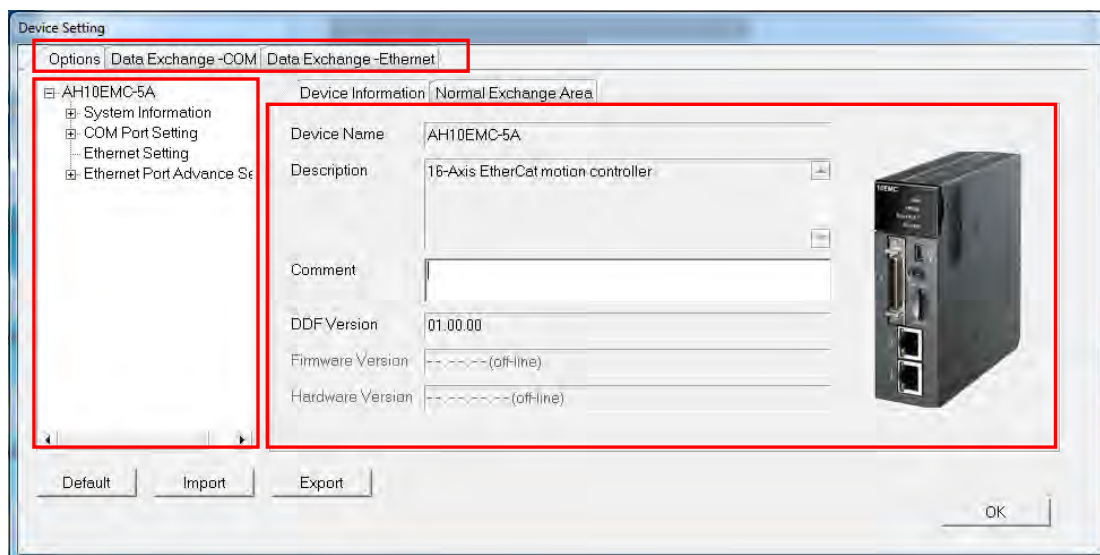 Device Setting
Options Data Exchange -COM Data Exchange -Ethernet
AH10EMC-5A
System Information
COM Port Setting
Ethernet Setting
Ethernet Port Advance Se
Device Information Normal Exchange Area
Device Name AH10EMC-5A
Description 16-Axis EtherCat motion controller
Comment
DDF Version 01.00.00
Firmware Version --.--.--(off-line)
Hardware Version (off-line)
10EMC
Default Import Export
OK